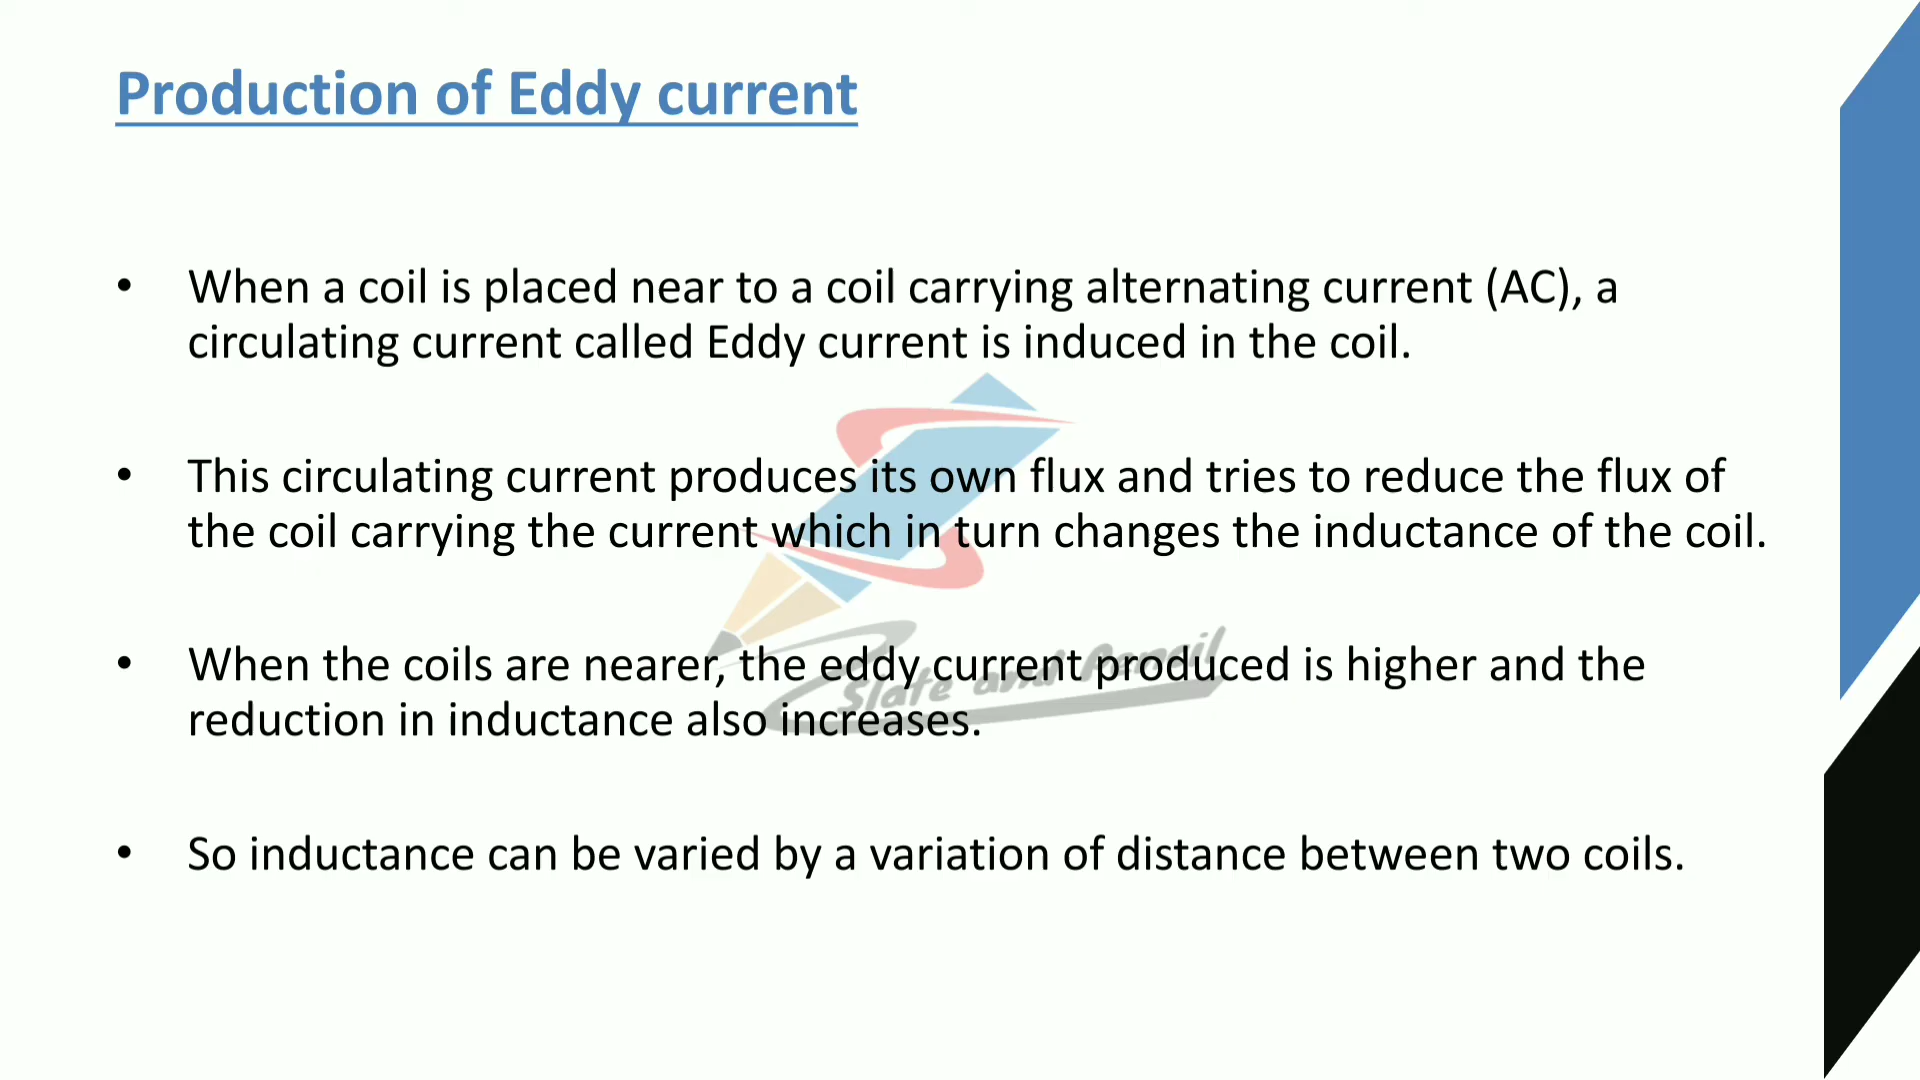 Production of Eddy current
• When a coil is placed near to a coil carrying alternating current (AC), a
circulating current called Eddy current is induced in the coil.
• This circulating current produces its own flux and tries to reduce the flux of
the coil carrying the current which in turn changes the inductance of the coil.
• When the coils are nearer, the eddy current produced is higher and the
reduction in inductance also increases.
Slate and Pencil
• So inductance can be varied by a variation of distance between two coils.